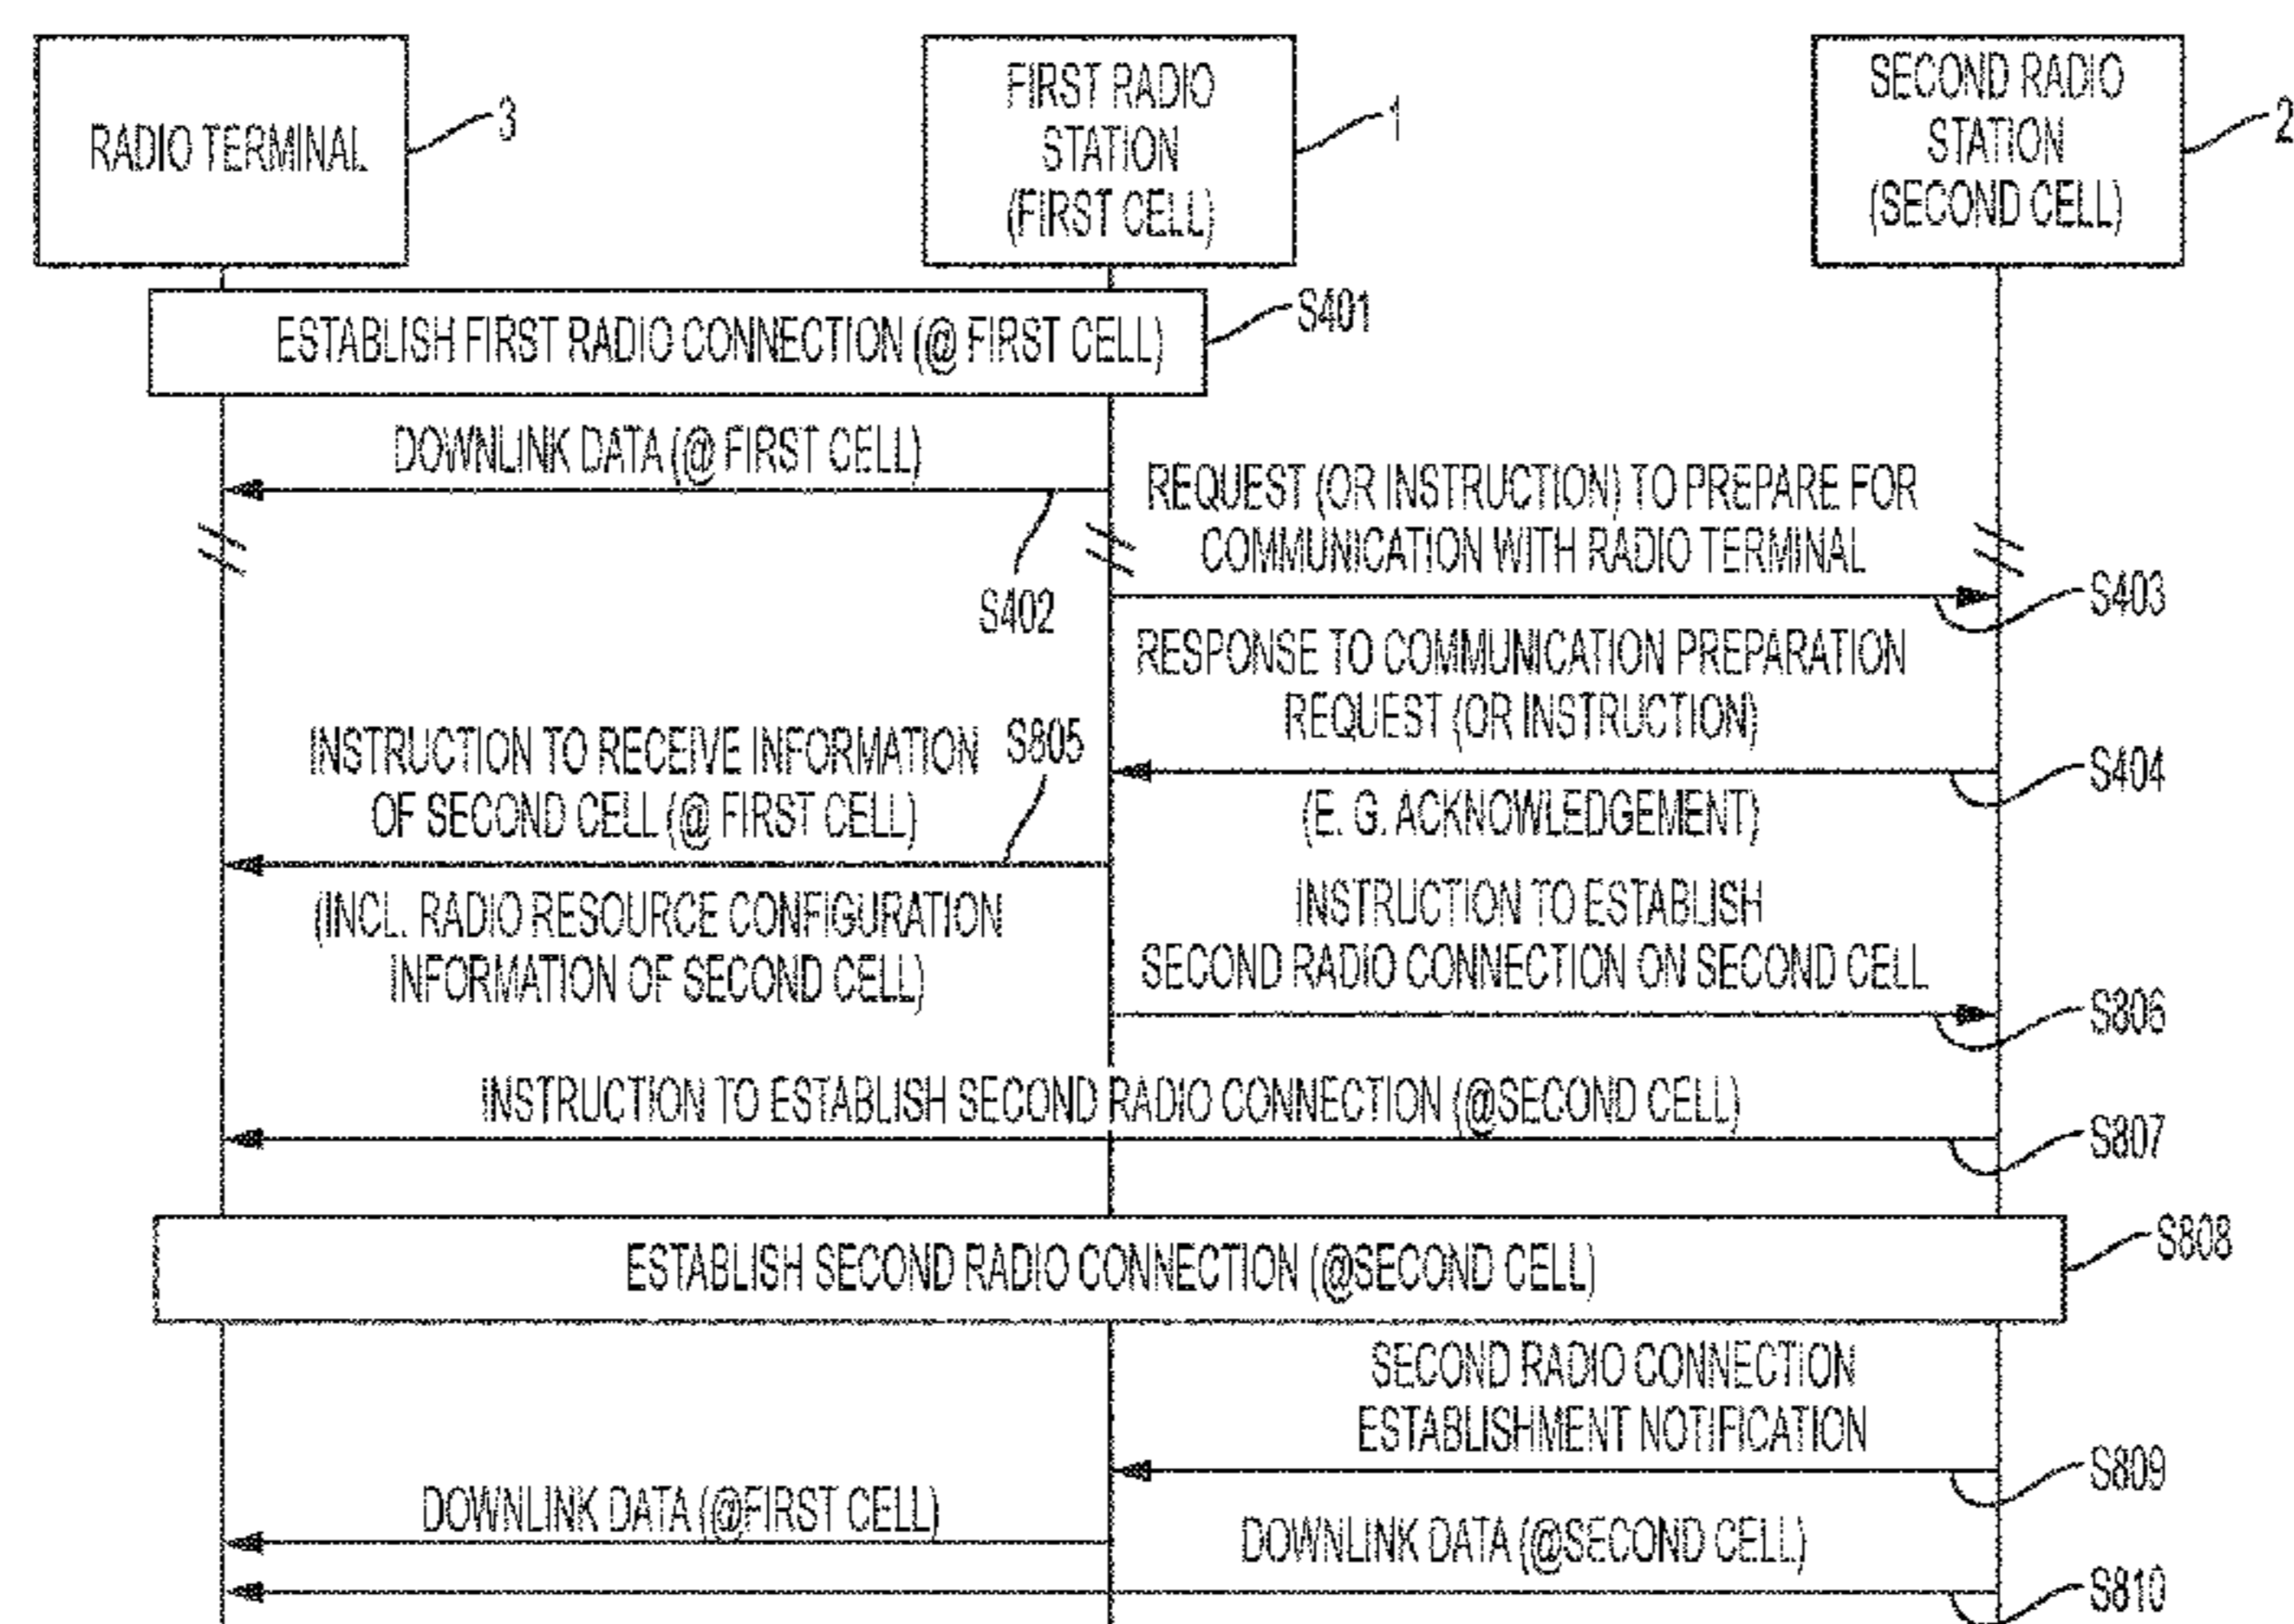 RADIO TERMINAL
3
FIRST RADIO
STATION
(FIRST CELL)
1
SECOND RADIO
STATION
(SECOND CELL)
2
ESTABLISH FIRST RADIO CONNECTION (@ FIRST CELL)
S401
DOWNLINK DATA (@ FIRST CELL)
S402
REQUEST (OR INSTRUCTION) TO PREPARE FOR
COMMUNICATION WITH RADIO TERMINAL
S403
RESPONSE TO COMMUNICATION PREPARATION
REQUEST (OR INSTRUCTION)
S404
(E. G. ACKNOWLEDGEMENT)
INSTRUCTION TO RECEIVE INFORMATION
OF SECOND CELL (@ FIRST CELL)
S805
(INCL. RADIO RESOURCE CONFIGURATION
INFORMATION OF SECOND CELL)
INSTRUCTION TO ESTABLISH
SECOND RADIO CONNECTION ON SECOND CELL
S806
INSTRUCTION TO ESTABLISH SECOND RADIO CONNECTION (@SECOND CELL)
S807
ESTABLISH SECOND RADIO CONNECTION (@SECOND CELL)
S808
SECOND RADIO CONNECTION
ESTABLISHMENT NOTIFICATION
S809
DOWNLINK DATA (@FIRST CELL)
DOWNLINK DATA (@SECOND CELL)
S810